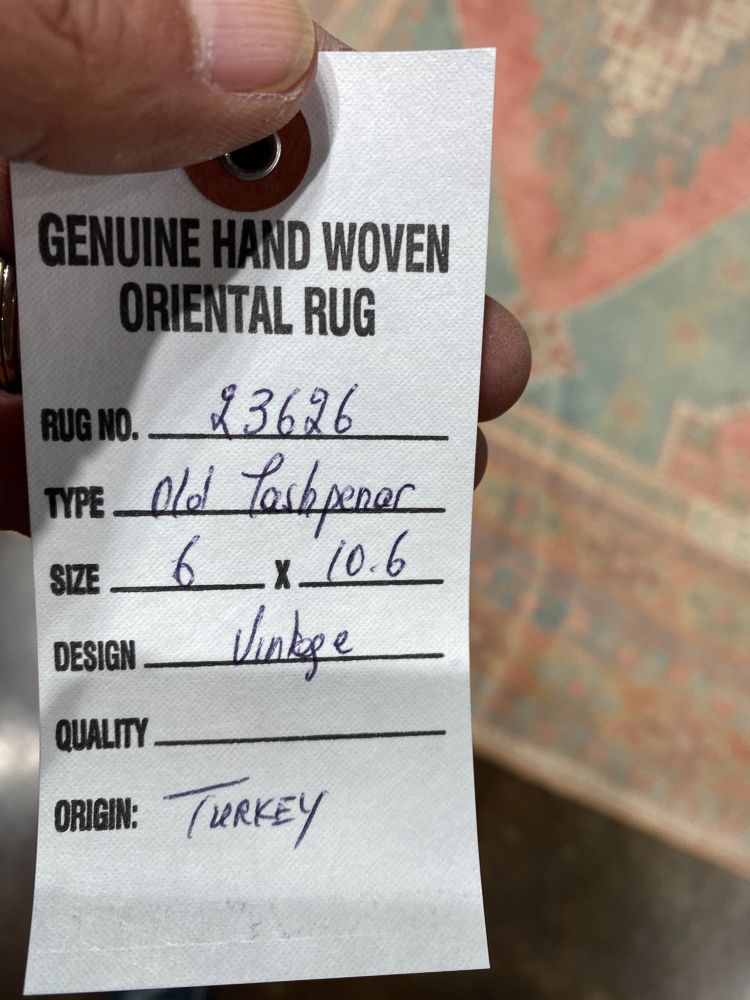 GENUINE HAND WOVEN
ORIENTAL RUG
RUG NO. 23626
TYPE Old Tashpenar
SIZE 6 X 10.6
DESIGN Vintage
QUALITY
ORIGIN: TURKEY